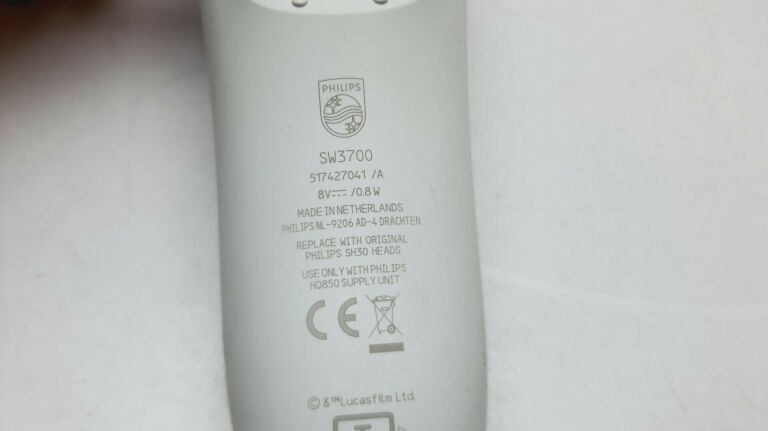 PHILIPS
SW3700
517427041 /A
8V⎓ /0.8W
MADE IN NETHERLANDS
PHILIPS NL-9206 AD-4 DRACHTEN
REPLACE WITH ORIGINAL
PHILIPS SH30 HEADS
USE ONLY WITH PHILIPS
HQ850 SUPPLY UNIT
CE
© &™Lucasfilm Ltd.